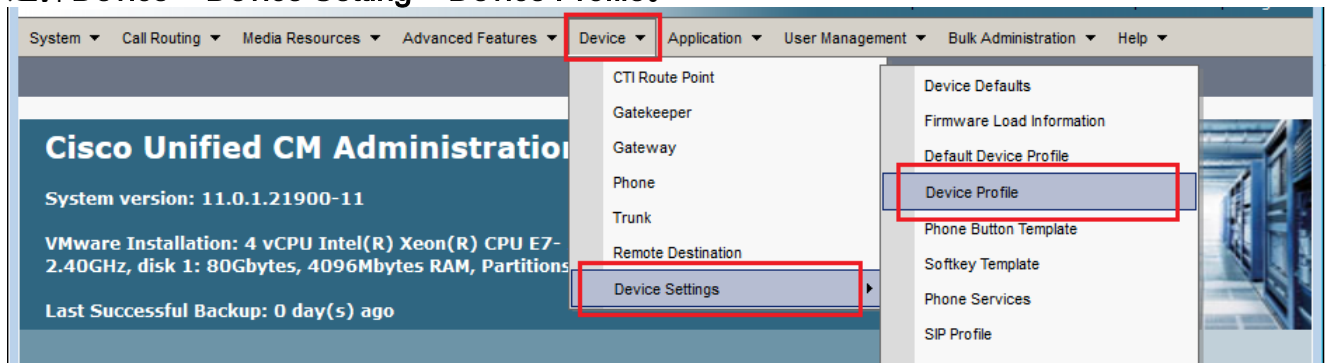 Device
Device Profile
System Call Routing Media Resources Advanced Features Device Application User Management Bulk Administration Help
CTI Route Point
Gatekeeper
Gateway
Phone
Trunk
Remote Destination
Device Settings
Device Defaults
Firmware Load Information
Default Device Profile
Device Profile
Phone Button Template
Softkey Template
Phone Services
SIP Profile
Cisco Unified CM Administration
System version: 11.0.1.21900-11
VMware Installation: 4 vCPU Intel(R) Xeon(R) CPU E7-
2.40GHz, disk 1: 80Gbytes, 4096Mbytes RAM, Partitions
Last Successful Backup: 0 day(s) ago